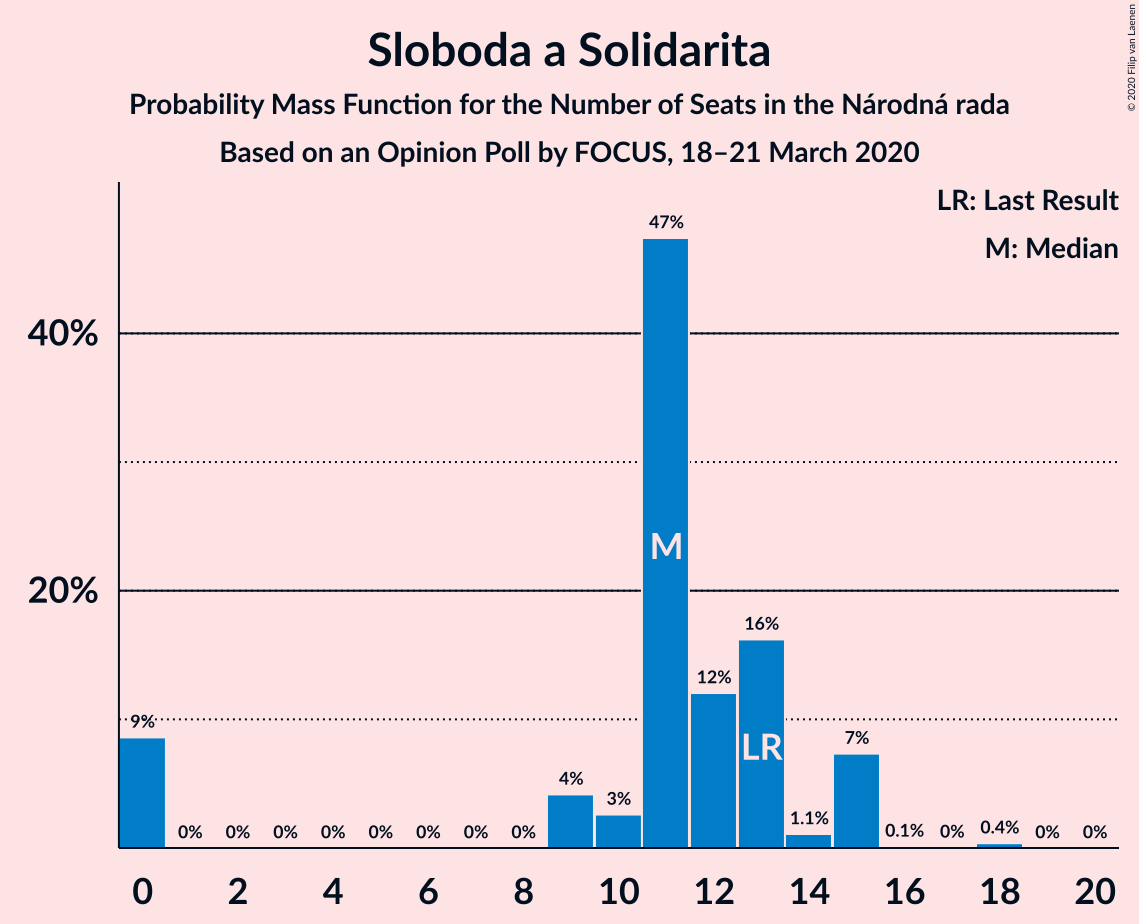 Sloboda a Solidarita
Probability Mass Function for the Number of Seats in the Národná rada
Based on an Opinion Poll by FOCUS, 18–21 March 2020
© 2020 Filip van Laenen
LR: Last Result
M: Median
40%
20%
9%
0%
0%
0%
0%
0%
0%
0%
0%
4%
3%
47%
M
12%
16%
LR
1.1%
7%
0.1%
0%
0.4%
0%
0%
0 2 4 6 8 10 12 14 16 18 20